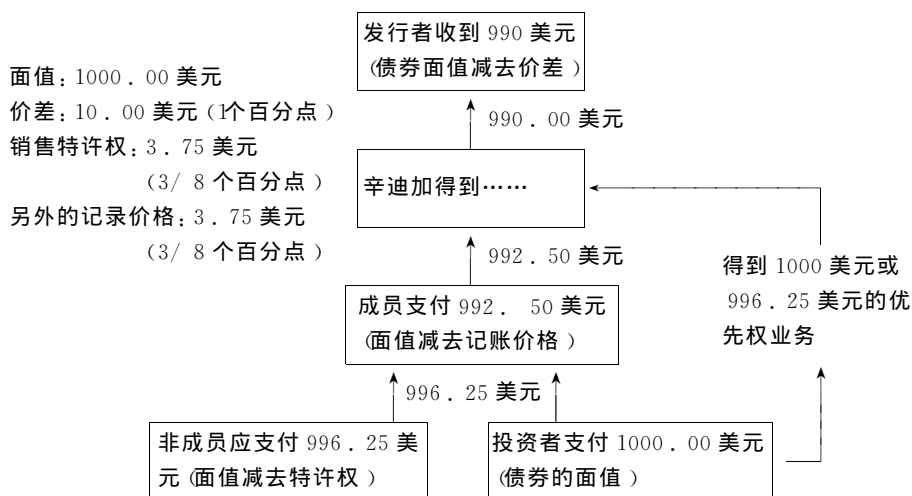 发行者收到 990 美元
(债券面值减去价差 )
面值: 1000 . 00 美元
价差: 10 . 00 美元 (1个百分点 )
销售特许权: 3 . 75 美元
(3/ 8 个百分点 )
另外的记录价格: 3 . 75 美元
(3/ 8 个百分点 )
990 . 00 美元
辛迪加得到……
992 . 50 美元
成员支付 992 . 50 美元
(面值减去记账价格 )
得到 1000 美元或
996 . 25 美元的优
先权业务
996 . 25 美元
非成员应支付 996 . 25 美
元 (面值减去特许权 )
投资者支付 1000 . 00 美元
(债券的面值 )